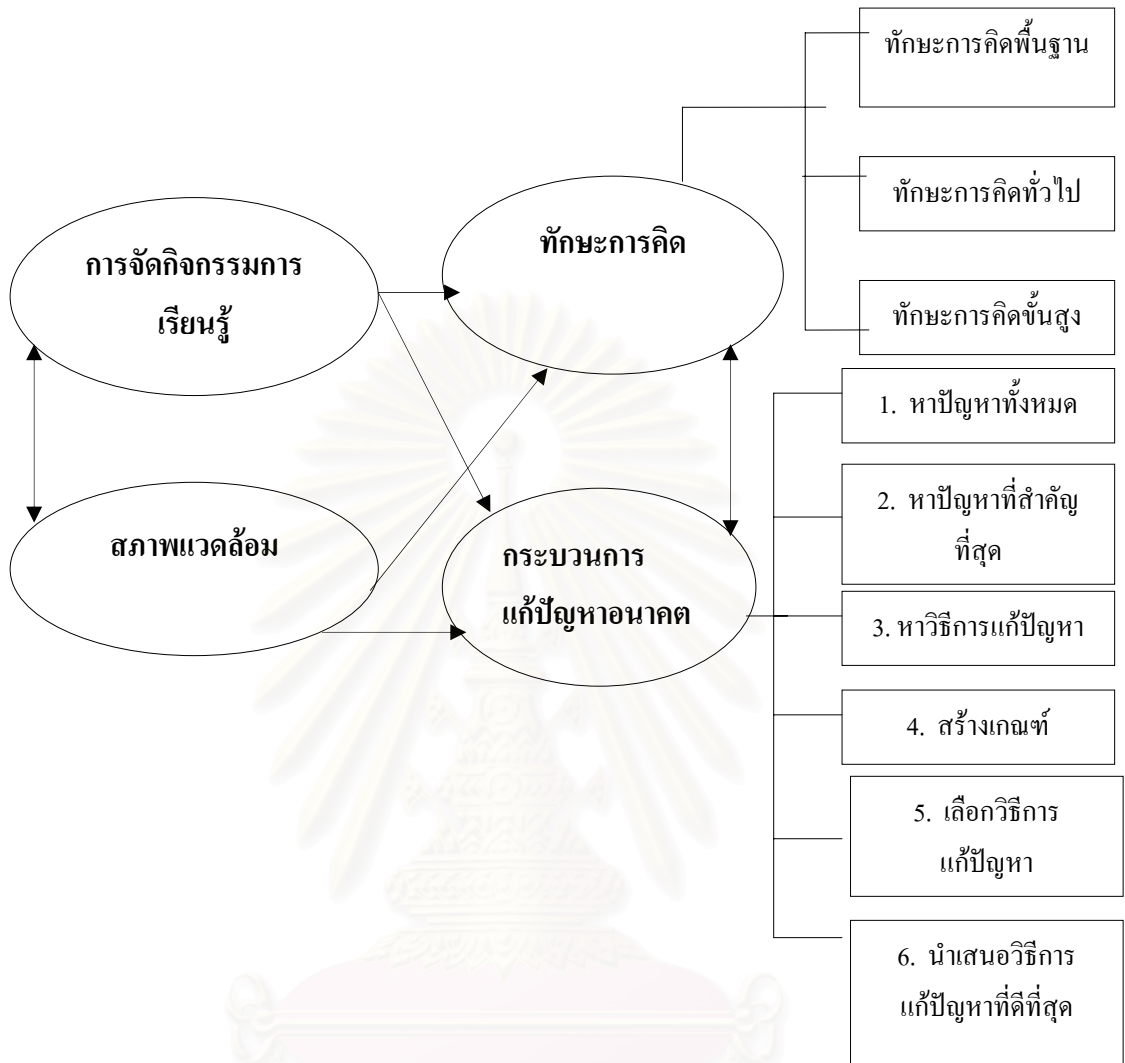 ทักษะการคิดพื้นฐาน
ทักษะการคิดทั่วไป
ทักษะการคิดขั้นสูง
ทักษะการคิด
การจัดกิจกรรมการ
เรียนรู้
สภาพแวดล้อม
กระบวนการ
แก้ปัญหาอนาคต
1. หาปัญหาทั้งหมด
2. หาปัญหาที่สำคัญ
ที่สุด
3. หาวิธีการแก้ปัญหา
4. สร้างเกณฑ์
5. เลือกวิธีการ
แก้ปัญหา
6. นำเสนอวิธีการ
แก้ปัญหาที่ดีที่สุด